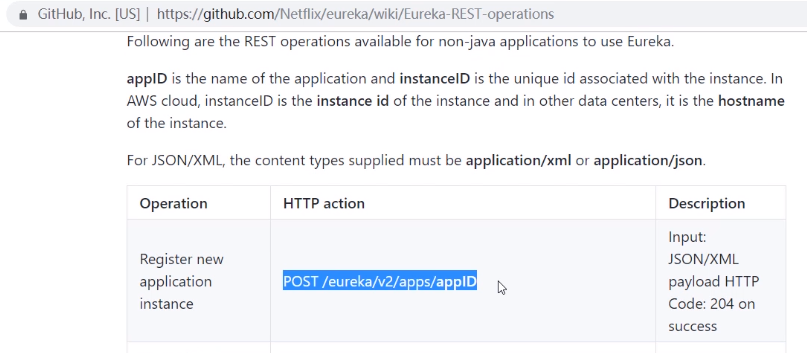 GitHub, Inc. [US] | https://github.com/Netflix/eureka/wiki/Eureka-REST-operations
Following are the REST operations available for non-java applications to use Eureka.
appID is the name of the application and instanceID is the unique id associated with the instance. In
AWS cloud, instanceID is the instance id of the instance and in other data centers, it is the hostname
of the instance.
For JSON/XML, the content types supplied must be application/xml or application/json.
Operation
HTTP action
Description
Register new
application
instance
POST /eureka/v2/apps/appID
Input:
JSON/XML
payload HTTP
Code: 204 on
success